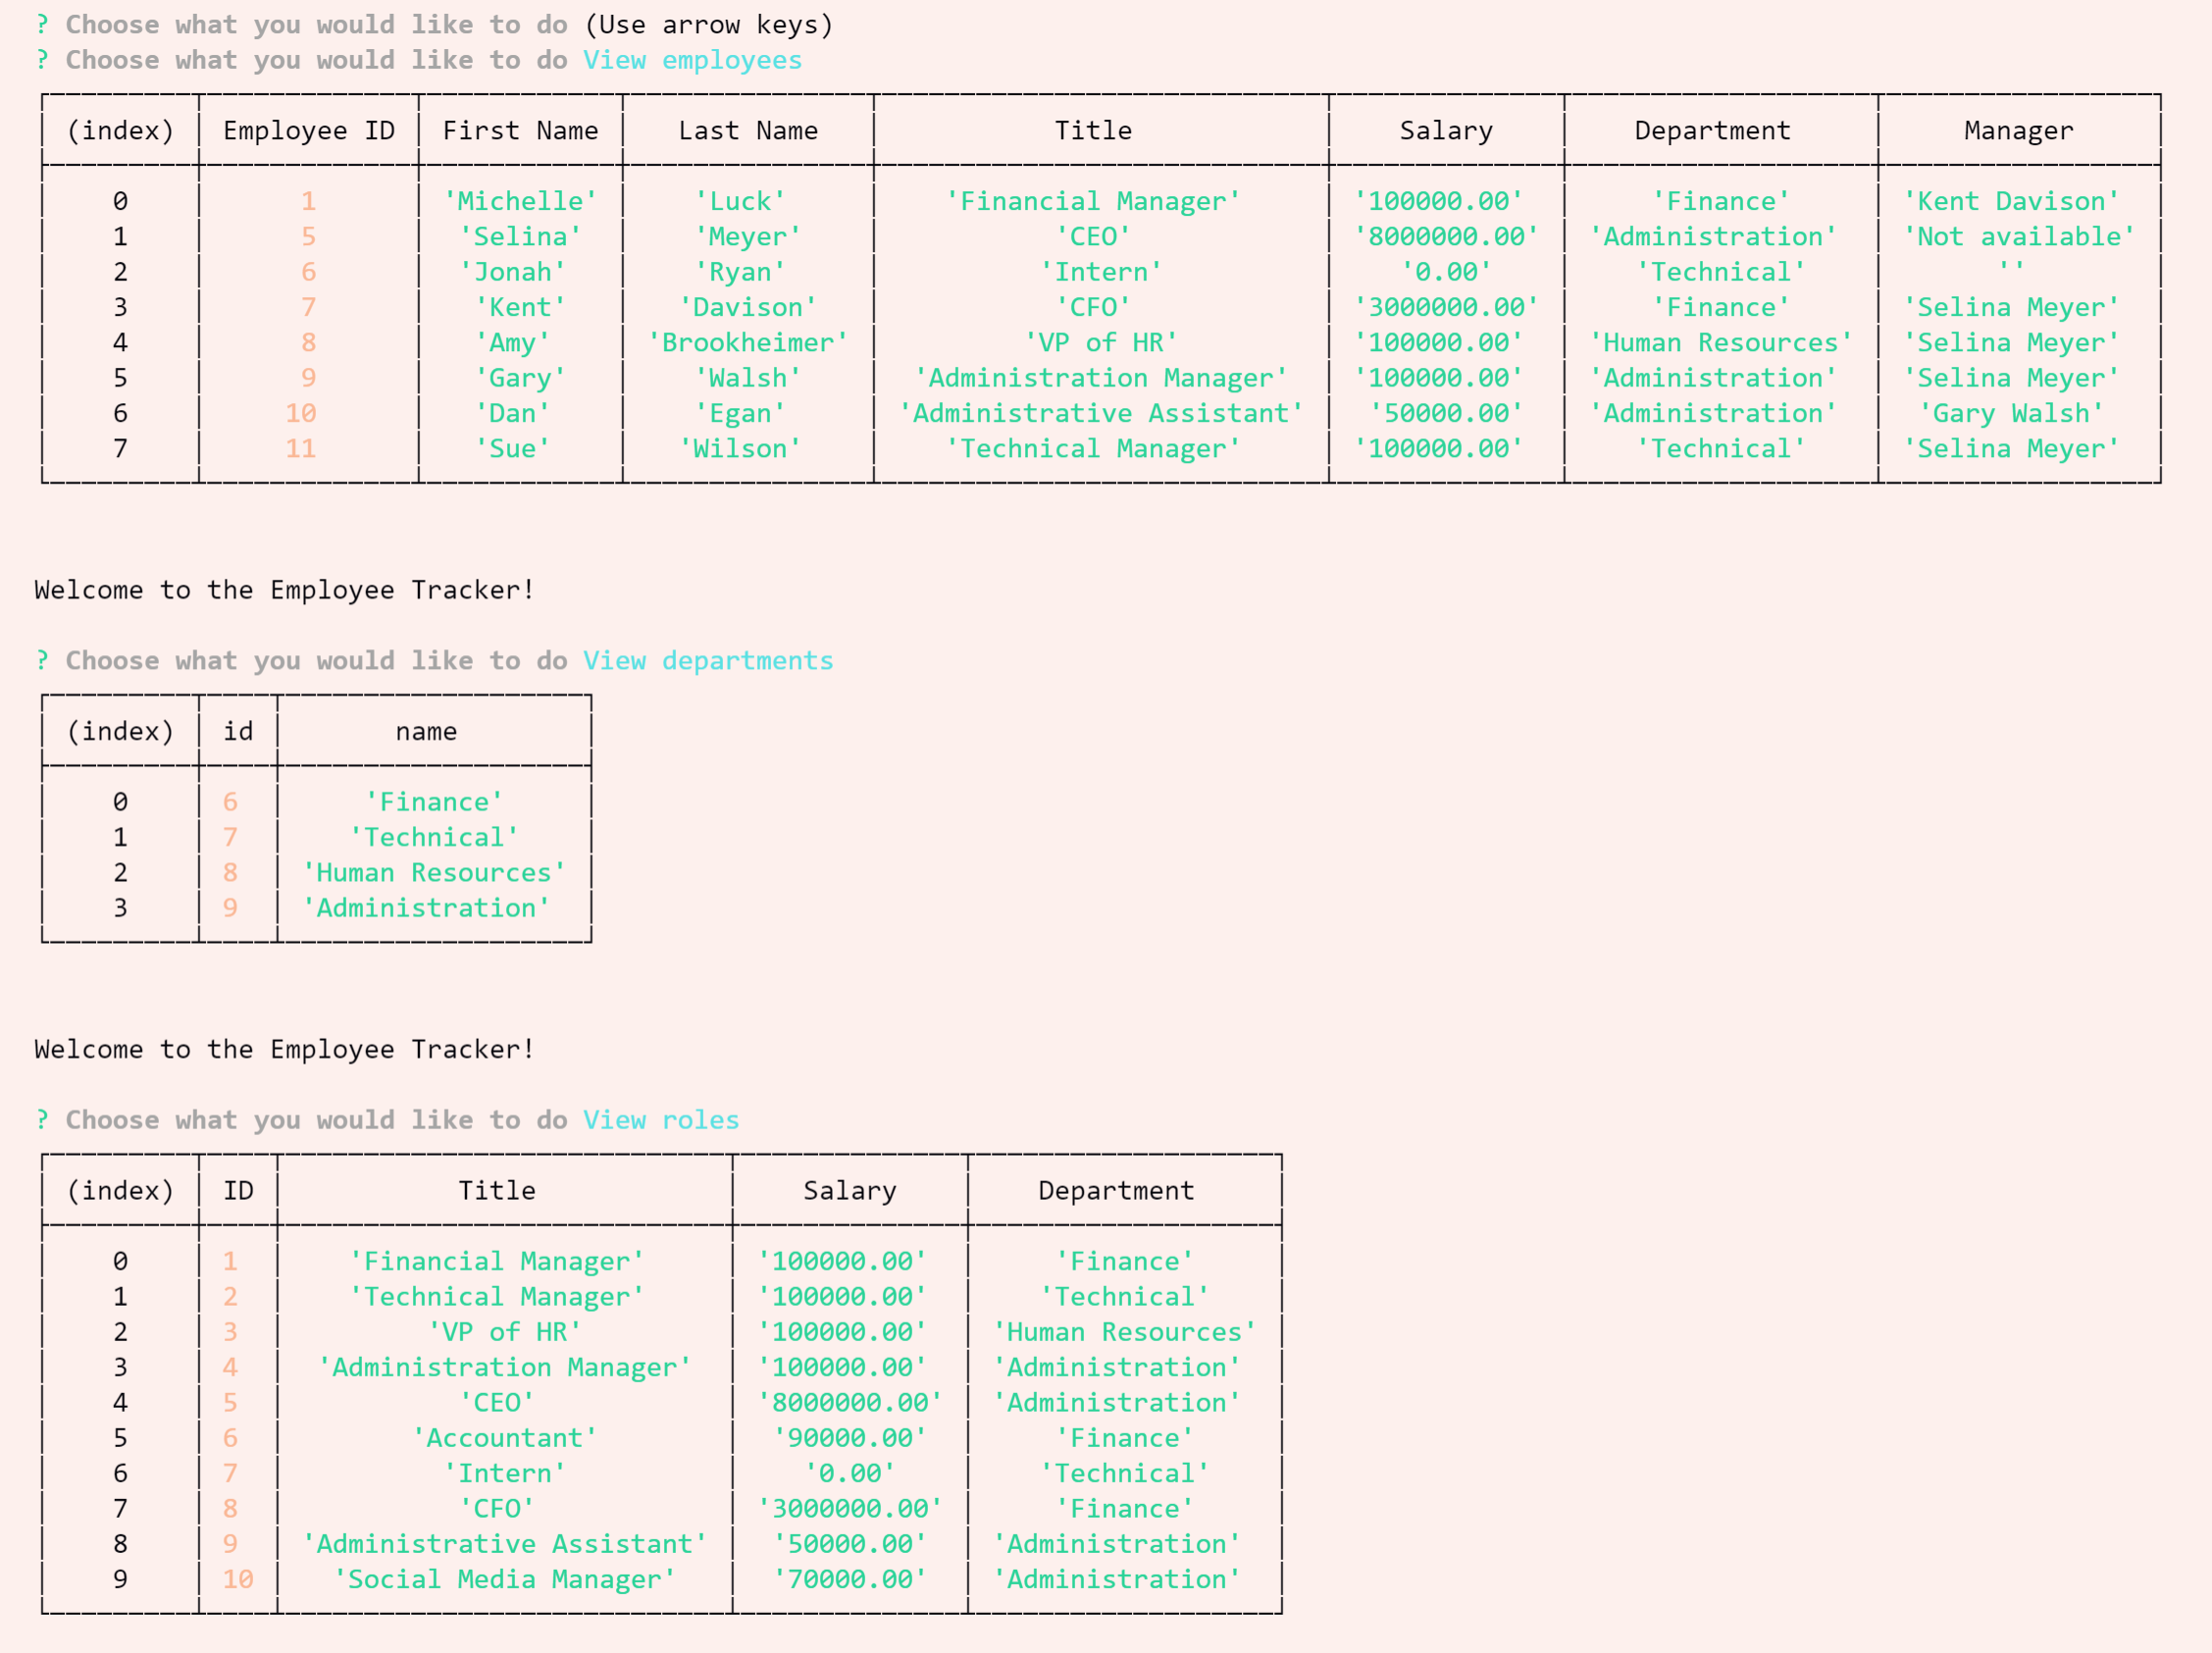 ? Choose what you would like to do (Use arrow keys)
? Choose what you would like to do View employees
(index) Employee ID First Name Last Name Title Salary Department Manager
0 1 'Michelle' 'Luck' 'Financial Manager' '100000.00' 'Finance' 'Kent Davison'
1 5 'Selina' 'Meyer' 'CEO' '8000000.00' 'Administration' 'Not available'
2 6 'Jonah' 'Ryan' 'Intern' '0.00' 'Technical' ''
3 7 'Kent' 'Davison' 'CFO' '3000000.00' 'Finance' 'Selina Meyer'
4 8 'Amy' 'Brookheimer' 'VP of HR' '100000.00' 'Human Resources' 'Selina Meyer'
5 9 'Gary' 'Walsh' 'Administration Manager' '100000.00' 'Administration' 'Selina Meyer'
6 10 'Dan' 'Egan' 'Administrative Assistant' '50000.00' 'Administration' 'Gary Walsh'
7 11 'Sue' 'Wilson' 'Technical Manager' '100000.00' 'Technical' 'Selina Meyer'
Welcome to the Employee Tracker!
? Choose what you would like to do View departments
(index) id name
0 6 'Finance'
1 7 'Technical'
2 8 'Human Resources'
3 9 'Administration'
Welcome to the Employee Tracker!
? Choose what you would like to do View roles
(index) ID Title Salary Department
0 1 'Financial Manager' '100000.00' 'Finance'
1 2 'Technical Manager' '100000.00' 'Technical'
2 3 'VP of HR' '100000.00' 'Human Resources'
3 4 'Administration Manager' '100000.00' 'Administration'
4 5 'CEO' '8000000.00' 'Administration'
5 6 'Accountant' '90000.00' 'Finance'
6 7 'Intern' '0.00' 'Technical'
7 8 'CFO' '3000000.00' 'Finance'
8 9 'Administrative Assistant' '50000.00' 'Administration'
9 10 'Social Media Manager' '70000.00' 'Administration'